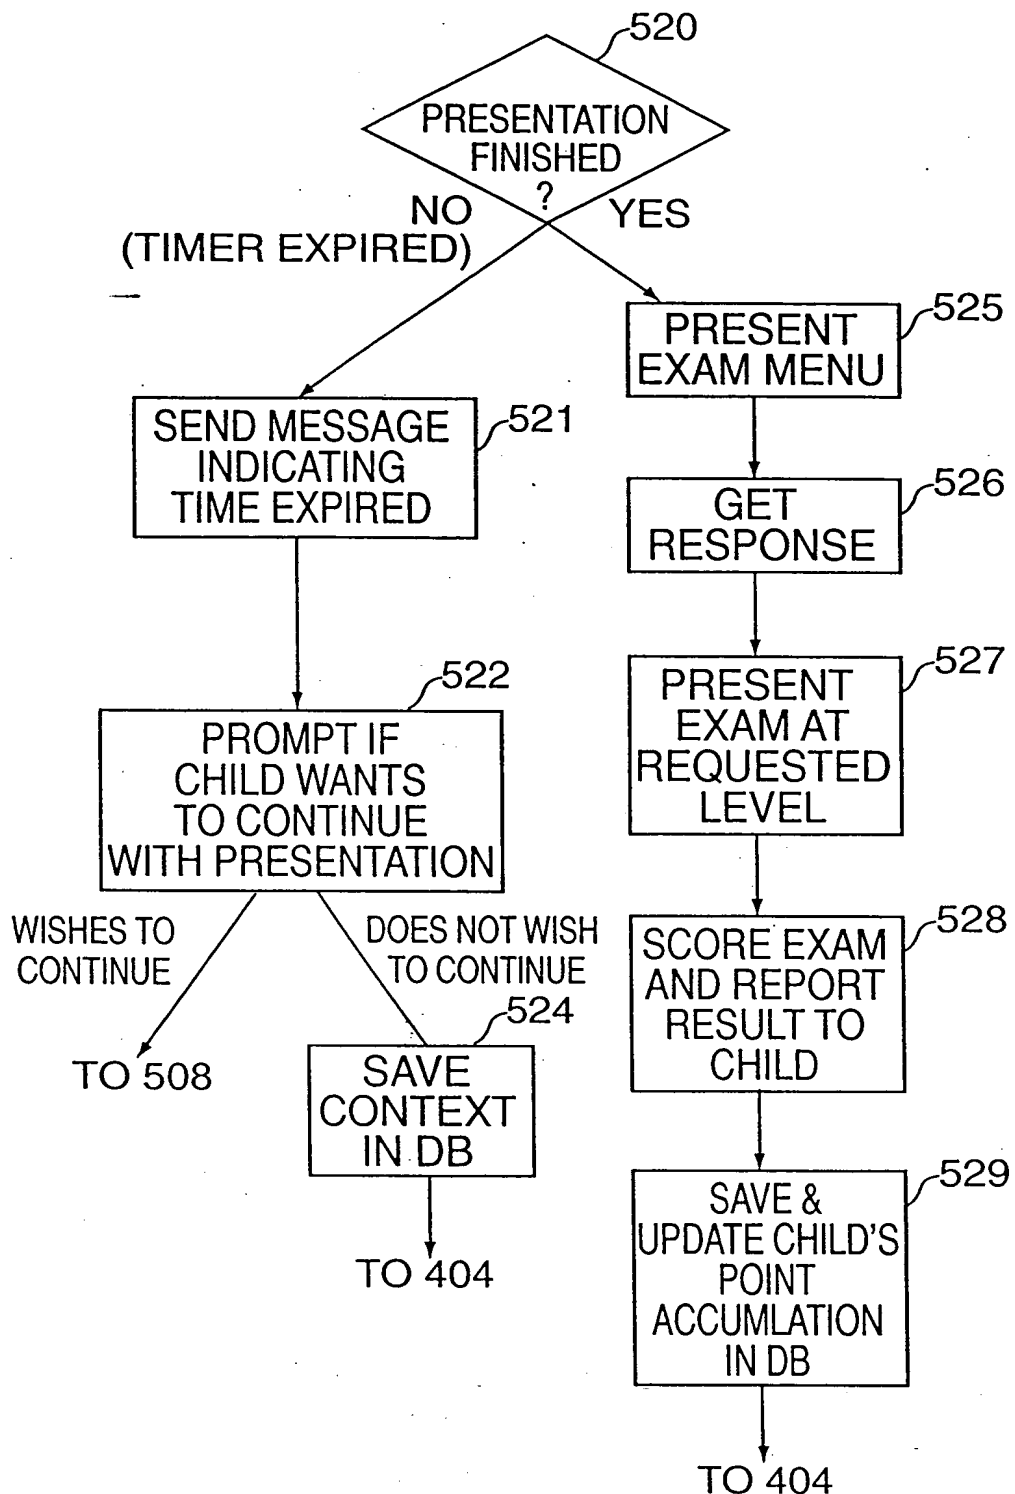 520
PRESENTATION
FINISHED
?
NO
(TIMER EXPIRED)
YES
521
SEND MESSAGE
INDICATING
TIME EXPIRED
522
PROMPT IF
CHILD WANTS
TO CONTINUE
WITH PRESENTATION
WISHES TO
CONTINUE
TO 508
DOES NOT WISH
TO CONTINUE
524
SAVE
CONTEXT
IN DB
TO 404
525
PRESENT
EXAM MENU
526
GET
RESPONSE
527
PRESENT
EXAM AT
REQUESTED
LEVEL
528
SCORE EXAM
AND REPORT
RESULT TO
CHILD
529
SAVE &
UPDATE CHILD'S
POINT
ACCUMLATION
IN DB
TO 404